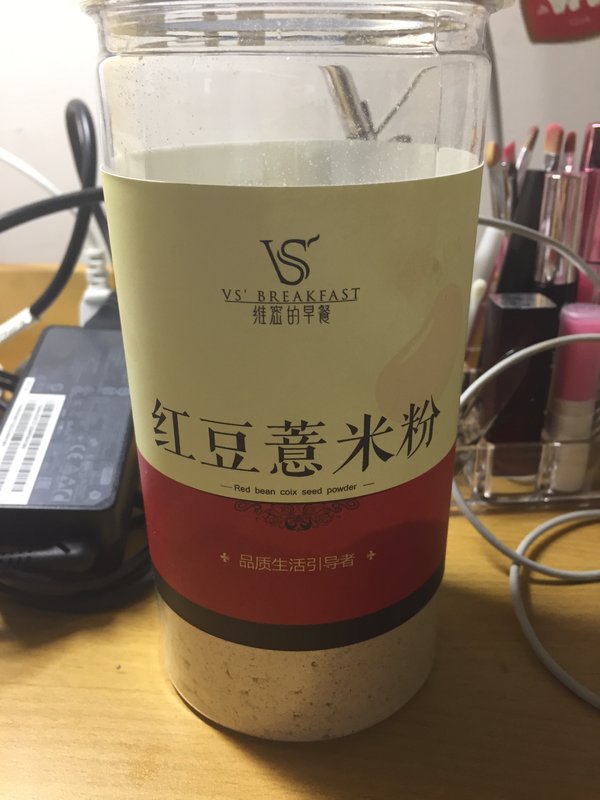 VS
VS' BREAKFAST
维密的早餐
红豆薏米粉
Red bean coix seed powder
品质生活引导者